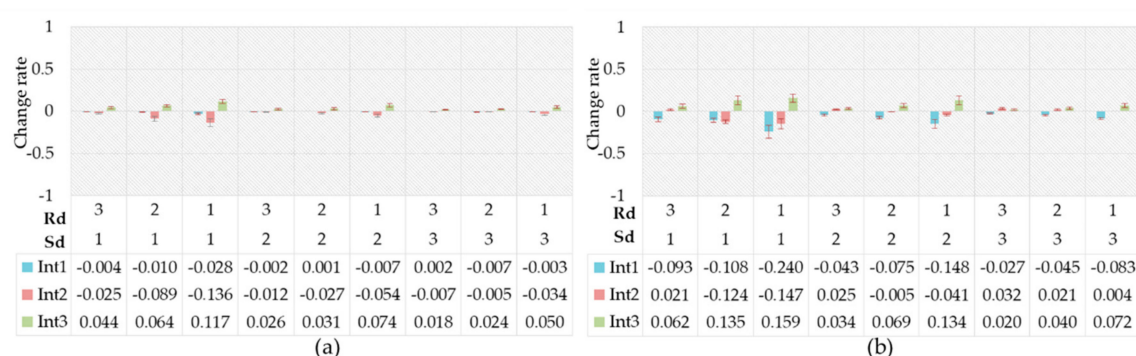 1
0.5
0
-0.5
-1
Change rate
Rd 3 2 1 3 2 1 3 2 1
Sd 1 1 1 2 2 2 3 3 3
Int1 -0.004 -0.010 -0.028 -0.002 0.001 -0.007 0.002 -0.007 -0.003
Int2 -0.025 -0.089 -0.136 -0.012 -0.027 -0.054 -0.007 -0.005 -0.034
Int3 0.044 0.064 0.117 0.026 0.031 0.074 0.018 0.024 0.050
(a)
1
0.5
0
-0.5
-1
Change rate
Rd 3 2 1 3 2 1 3 2 1
Sd 1 1 1 2 2 2 3 3 3
Int1 -0.093 -0.108 -0.240 -0.043 -0.075 -0.148 -0.027 -0.045 -0.083
Int2 0.021 -0.124 -0.147 0.025 -0.005 -0.041 0.032 0.021 0.004
Int3 0.062 0.135 0.159 0.034 0.069 0.134 0.020 0.040 0.072
(b)